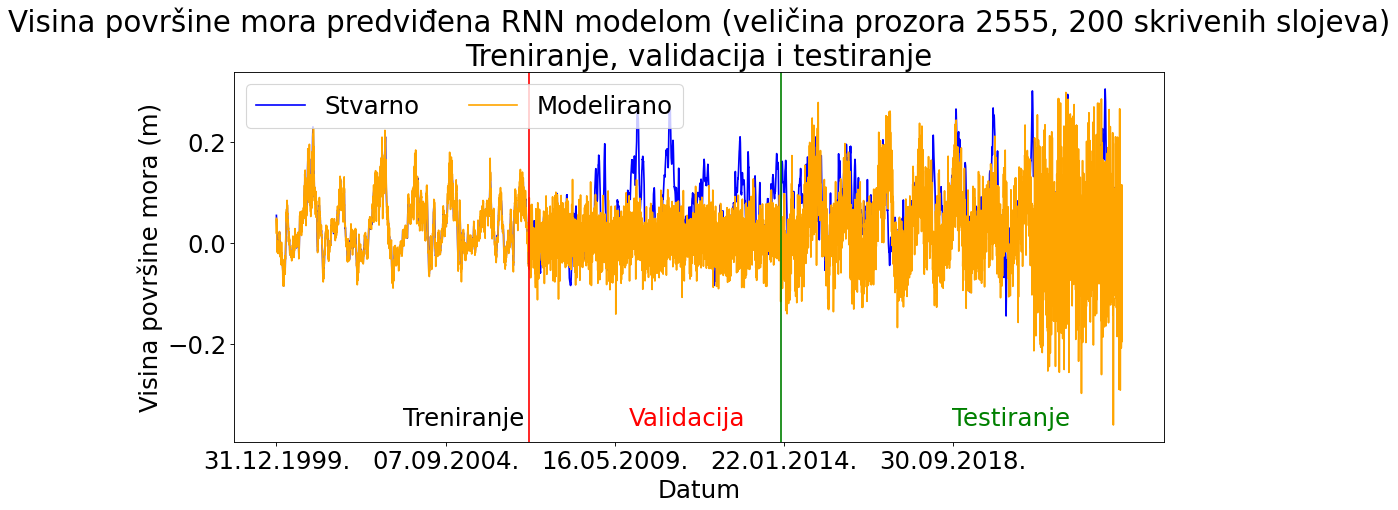 Visina površine mora predviđena RNN modelom (veličina prozora 2555, 200 skrivenih slojeva)
Treniranje, validacija i testiranje
Stvarno
Modelirano
Visina površine mora (m)
0.2
0.0
−0.2
Treniranje
Validacija
Testiranje
31.12.1999.
07.09.2004.
16.05.2009.
22.01.2014.
30.09.2018.
Datum